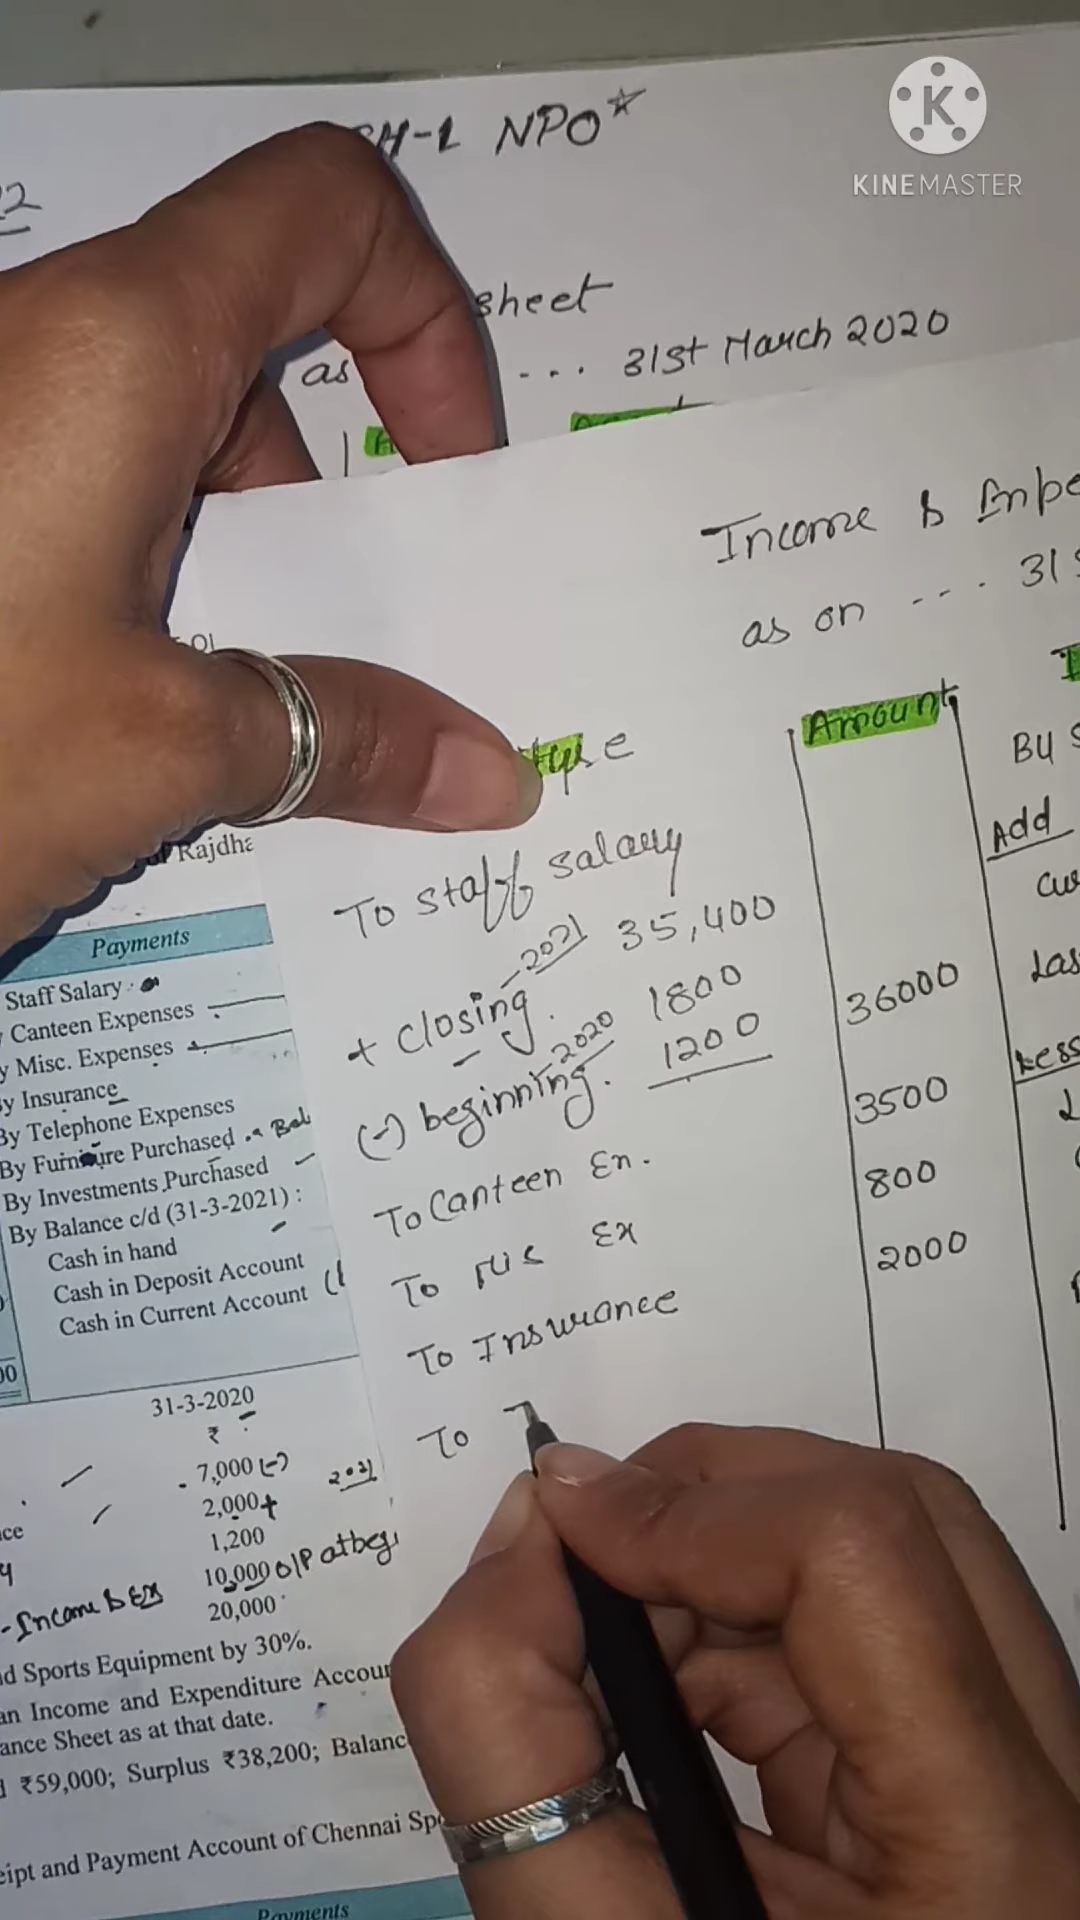 KINEMASTER
CH-1 NPO
sheet
as ... 31st March 2020
Income &
as on ... 31
Amount
To staff salary
2021 35,400
+ closing. 1800 36000
2020
(-) beginning. 1200
To Canteen En. 3500
To Ex 800
To Insurance 2000
To
By
Add
Less
Rajdha
Payments
Staff Salary
Canteen Expenses
Misc. Expenses
By Insurance
By Telephone Expenses
By Furniture Purchased Bal
By Investments Purchased
By Balance c/d (31-3-2021) :
Cash in hand
Cash in Deposit Account
Cash in Current Account
31-3-2020
₹
7,000 (-)
2,000 + 2021
1,200
10,000 O/P at beg
-Income & Ex 20,000
Sports Equipment by 30%.
an Income and Expenditure Accou
ance Sheet as at that date.
₹59,000; Surplus ₹38,200; Balanc
eipt and Payment Account of Chennai Sp
Payments